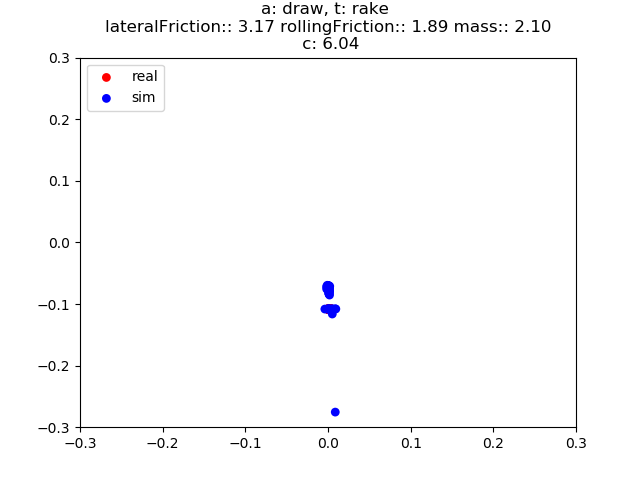 a: draw, t: rake
lateralFriction:: 3.17 rollingFriction:: 1.89 mass:: 2.10
c: 6.04
real
sim
0.3
0.2
0.1
0.0
−0.1
−0.2
−0.3
−0.3
−0.2
−0.1
0.0
0.1
0.2
0.3